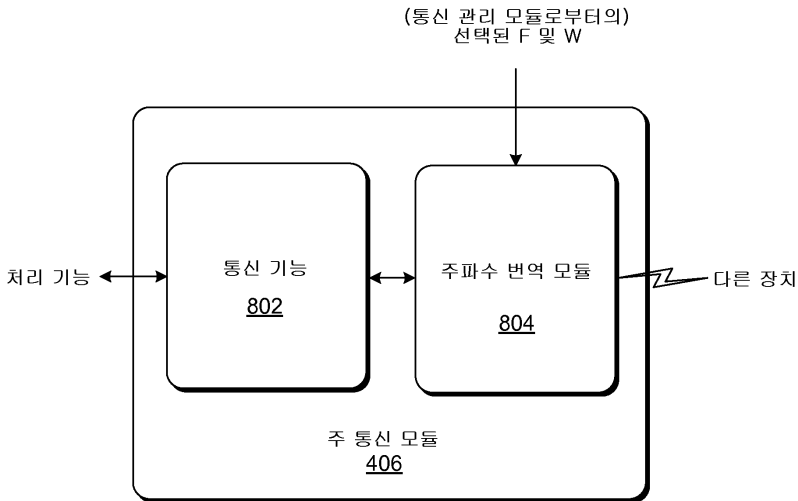 (통신 관리 모듈로부터의)
선택된 F 및 W
처리 기능
통신 기능
802
주파수 번역 모듈
804
다른 장치
주 통신 모듈
406